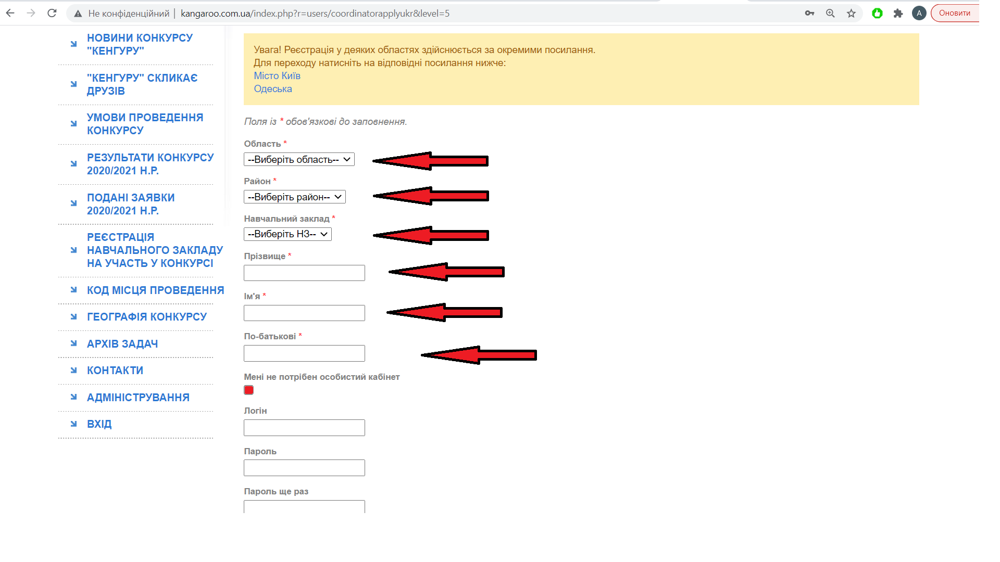 Не конфіденційний
kangaroo.com.ua/index.php?r=users/coordinatorapplyukr&level=5
А
Оновити
НОВИНИ КОНКУРСУ
"КЕНГУРУ"
"КЕНГУРУ" СКЛИКАЄ
ДРУЗІВ
УМОВИ ПРОВЕДЕННЯ
КОНКУРСУ
РЕЗУЛЬТАТИ КОНКУРСУ
2020/2021 Н.Р.
ПОДАНІ ЗАЯВКИ
2020/2021 Н.Р.
РЕЄСТРАЦІЯ
НАВЧАЛЬНОГО ЗАКЛАДУ
НА УЧАСТЬ У КОНКУРСІ
КОД МІСЦЯ ПРОВЕДЕННЯ
ГЕОГРАФІЯ КОНКУРСУ
АРХІВ ЗАДАЧ
КОНТАКТИ
АДМІНІСТРУВАННЯ
ВХІД
Увага! Реєстрація у деяких областях здійснюється за окремими посилання.
Для переходу натисніть на відповідні посилання нижче:
Місто Київ
Одеська
Поля із * обов'язкові до заповнення.
Область *
--Виберіть область--
Район *
--Виберіть район--
Навчальний заклад *
--Виберіть НЗ--
Прізвище *
Ім'я *
По-батькові *
Мені не потрібен особистий кабінет
Логін
Пароль
Пароль ще раз